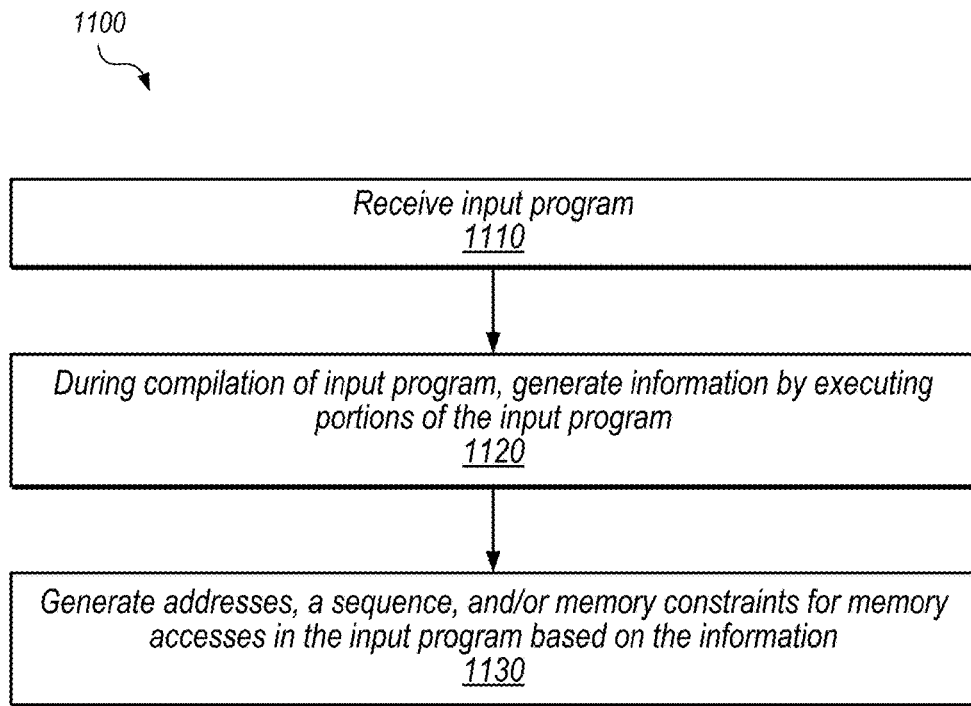 1100
Receive input program
1110
During compilation of input program, generate information by executing
portions of the input program
1120
Generate addresses, a sequence, and/or memory constraints for memory
accesses in the input program based on the information
1130